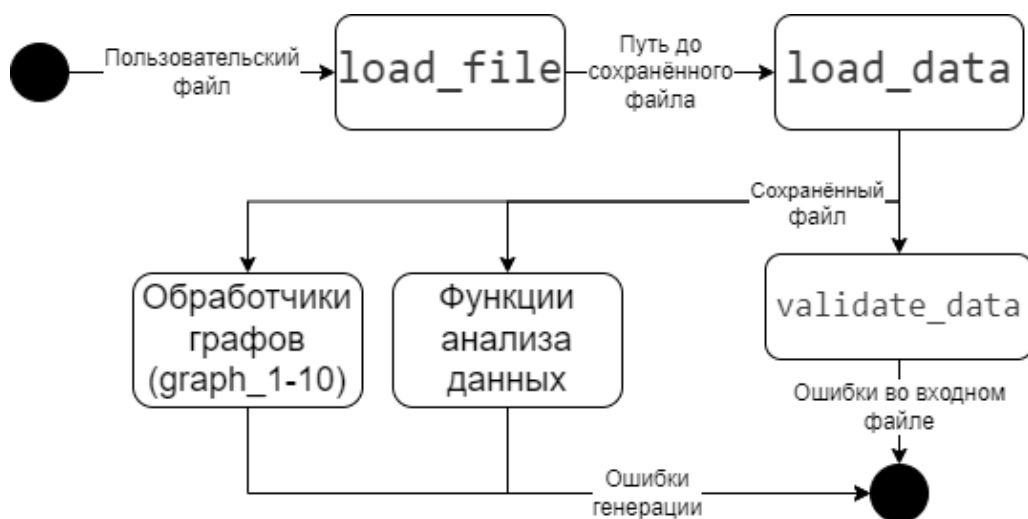 Пользовательский
файл
load_file
Путь до
сохранённого
файла
load_data
Сохранённый
файл
Обработчики
графов
(graph_1-10)
Функции
анализа
данных
validate_data
Ошибки во входном
файле
Ошибки
генерации